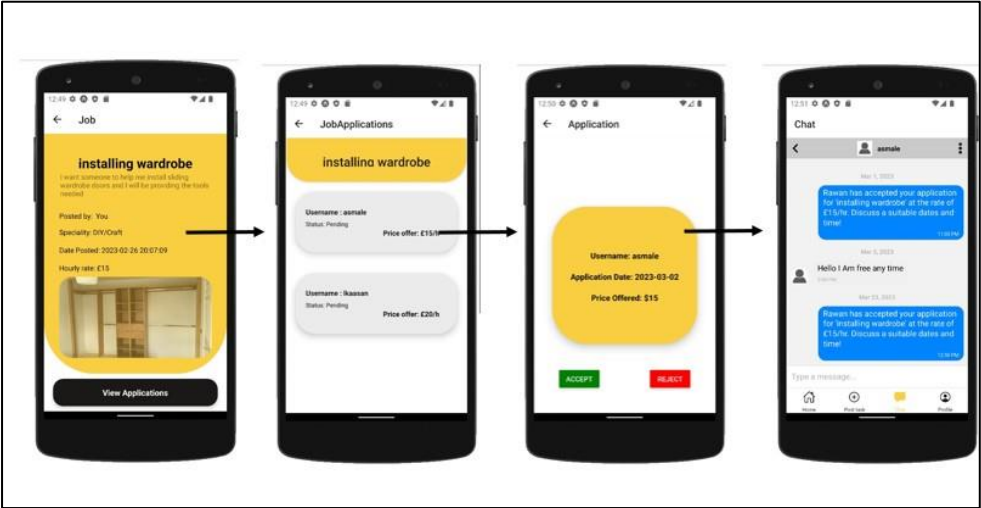 12:49
Job
installing wardrobe
I want someone to help me install sliding
wardrobe doors and I will be providing the tools
needed
Posted by: You
Speciality: DIY/Craft
Date Posted: 2023-02-26 20:07:09
Hourly rate: £15
View Applications
12:49
JobApplications
installing wardrobe
Username : asmale
Status: Pending
Price offer: £15/h
Username : lkaasan
Status: Pending
Price offer: £20/h
12:50
Application
Username: asmale
Application Date: 2023-03-02
Price Offered: $15
ACCEPT
REJECT
12:51
Chat
asmale
Mar 1, 2023
Rawan has accepted your application
for 'installing wardrobe' at the rate of
£15/hr. Discuss a suitable dates and
time!
11:00 PM
Hello I Am free any time
Mar 23, 2023
Rawan has accepted your application
for 'installing wardrobe' at the rate of
£15/hr. Discuss a suitable dates and
time!
Type a message...
Home
Post task
Profile